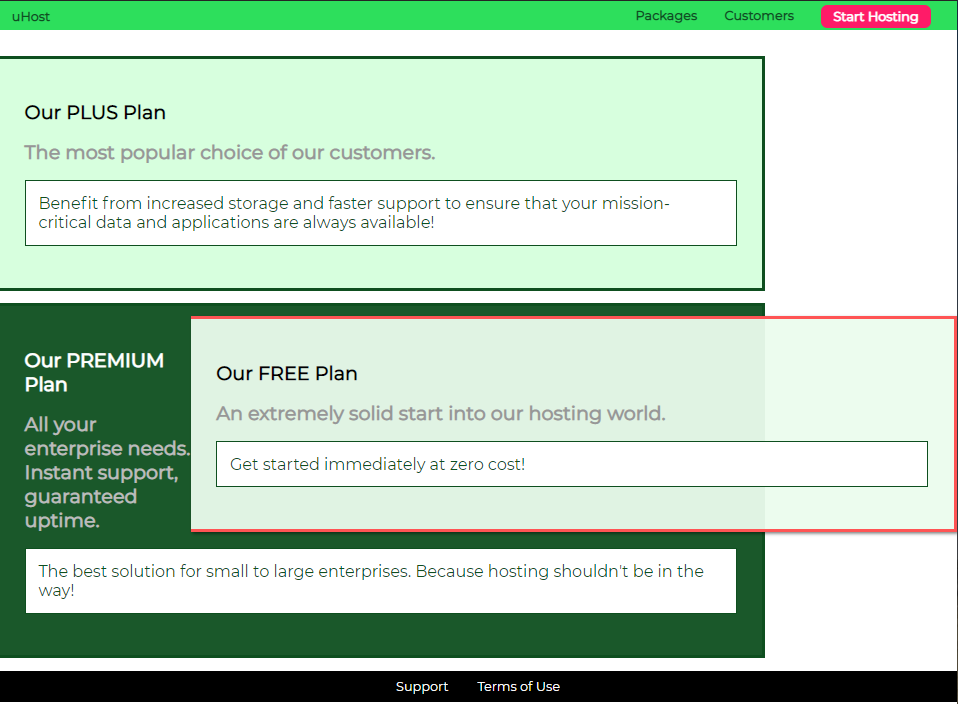 uHost
Packages
Customers
Start Hosting
Our PLUS Plan
The most popular choice of our customers.
Benefit from increased storage and faster support to ensure that your mission-
critical data and applications are always available!
Our PREMIUM
Plan
All your
enterprise needs.
Instant support,
guaranteed
uptime.
The best solution for small to large enterprises. Because hosting shouldn't be in the
way!
Our FREE Plan
An extremely solid start into our hosting world.
Get started immediately at zero cost!
Support
Terms of Use